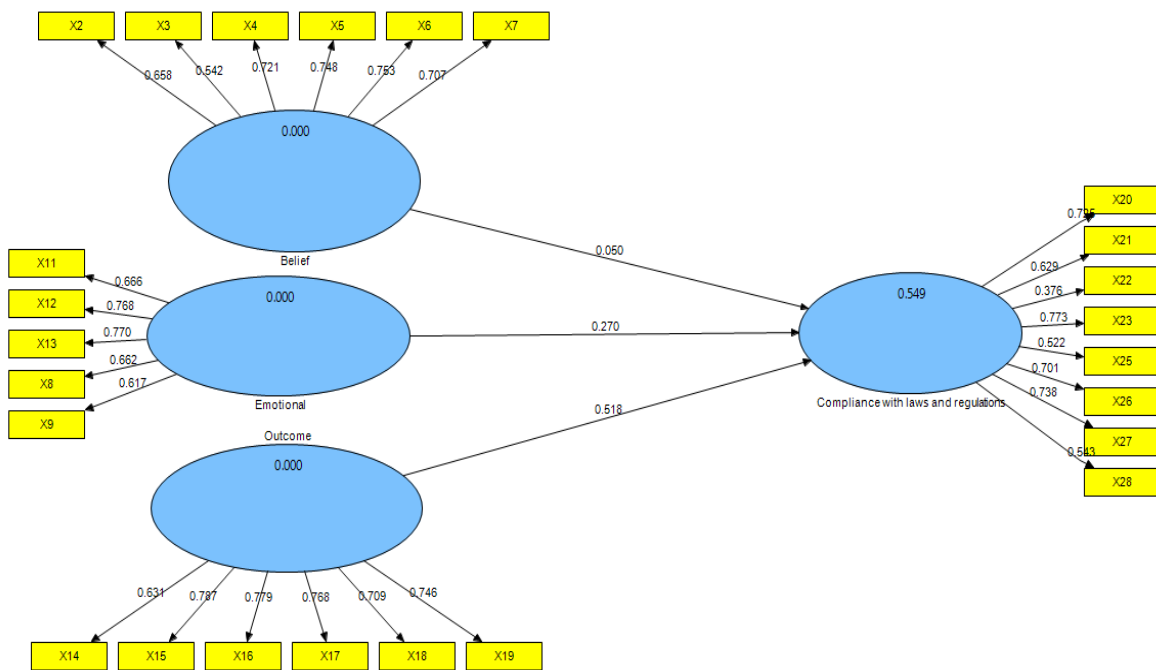 X2 X3 X4 X5 X6 X7
0.658 0.542 0.721 0.748 0.753 0.707
0.000
Belief
0.050
X11
X12
X13
X8
X9
0.666
0.768
0.770
0.662
0.617
0.000
Emotional
0.270
Outcome
0.000
0.518
0.631 0.787 0.779 0.768 0.709 0.746
X14 X15 X16 X17 X18 X19
0.549
Compliance with laws and regulations
0.629
0.376
0.773
0.522
0.701
0.738
0.543
X20
X21
X22
X23
X25
X26
X27
X28